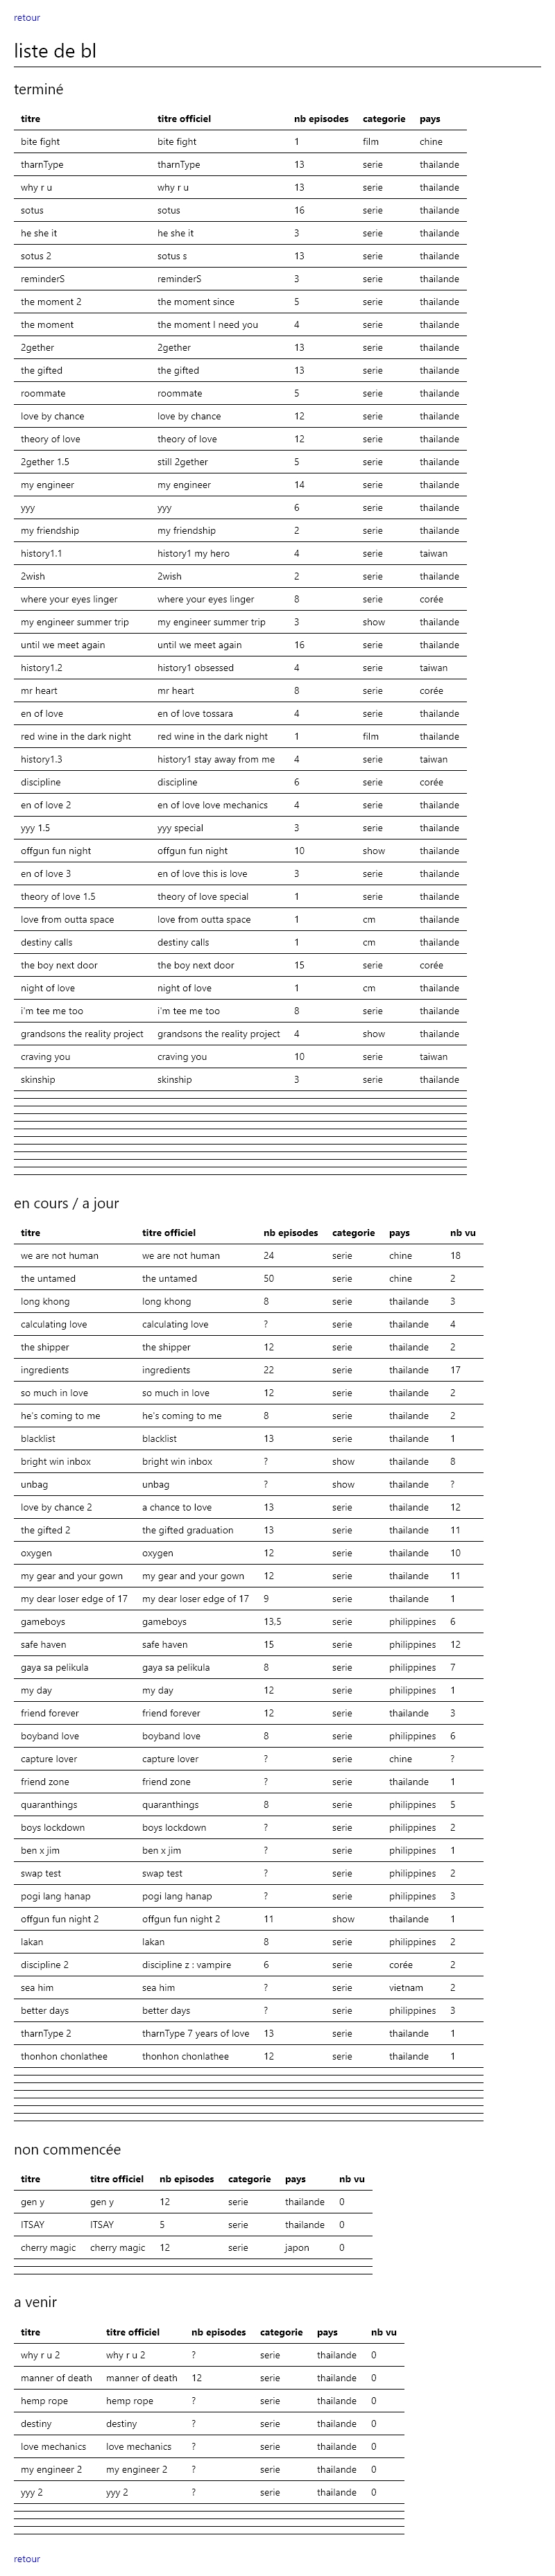 retour
liste de bl
terminé
titre titre officiel nb episodes categorie pays
bite fight bite fight 1 film chine
tharnType tharnType 13 serie thailande
why r u why r u 13 serie thailande
sotus sotus 16 serie thailande
he she it he she it 3 serie thailande
sotus 2 sotus s 13 serie thailande
reminderS reminderS 3 serie thailande
the moment 2 the moment since 5 serie thailande
the moment the moment I need you 4 serie thailande
2gether 2gether 13 serie thailande
the gifted the gifted 13 serie thailande
roommate roommate 5 serie thailande
love by chance love by chance 12 serie thailande
theory of love theory of love 12 serie thailande
2gether 1.5 still 2gether 5 serie thailande
my engineer my engineer 14 serie thailande
yyy yyy 6 serie thailande
my friendship my friendship 2 serie thailande
history1.1 history1 my hero 4 serie taiwan
2wish 2wish 2 serie thailande
where your eyes linger where your eyes linger 8 serie corée
my engineer summer trip my engineer summer trip 3 show thailande
until we meet again until we meet again 16 serie thailande
history1.2 history1 obsessed 4 serie taiwan
mr heart mr heart 8 serie corée
en of love en of love tossara 4 serie thailande
red wine in the dark night red wine in the dark night 1 film thailande
history1.3 history1 stay away from me 4 serie taiwan
discipline discipline 6 serie corée
en of love 2 en of love love mechanics 4 serie thailande
yyy 1.5 yyy special 3 serie thailande
offgun fun night offgun fun night 10 show thailande
en of love 3 en of love this is love 3 serie thailande
theory of love 1.5 theory of love special 1 serie thailande
love from outta space love from outta space 1 cm thailande
destiny calls destiny calls 1 cm thailande
the boy next door the boy next door 15 serie corée
night of love night of love 1 cm thailande
i'm tee me too i'm tee me too 8 serie thailande
grandsons the reality project grandsons the reality project 4 show thailande
craving you craving you 10 serie taiwan
skinship skinship 3 serie thailande
en cours / a jour
titre titre officiel nb episodes categorie pays nb vu
we are not human we are not human 24 serie chine 18
the untamed the untamed 50 serie chine 2
long khong long khong 8 serie thailande 3
calculating love calculating love ? serie thailande 4
the shipper the shipper 12 serie thailande 2
ingredients ingredients 22 serie thailande 17
so much in love so much in love 12 serie thailande 2
he's coming to me he's coming to me 8 serie thailande 2
blacklist blacklist 13 serie thailande 1
bright win inbox bright win inbox ? show thailande 8
unbag unbag ? show thailande ?
love by chance 2 a chance to love 13 serie thailande 12
the gifted 2 the gifted graduation 13 serie thailande 11
oxygen oxygen 12 serie thailande 10
my gear and your gown my gear and your gown 12 serie thailande 11
my dear loser edge of 17 my dear loser edge of 17 9 serie thailande 1
gameboys gameboys 13,5 serie philippines 6
safe haven safe haven 15 serie philippines 12
gaya sa pelikula gaya sa pelikula 8 serie philippines 7
my day my day 12 serie philippines 1
friend forever friend forever 12 serie thailande 3
boyband love boyband love 8 serie philippines 6
capture lover capture lover ? serie chine ?
friend zone friend zone ? serie thailande 1
quaranthings quaranthings 8 serie philippines 5
boys lockdown boys lockdown ? serie philippines 2
ben x jim ben x jim ? serie philippines 1
swap test swap test ? serie philippines 2
pogi lang hanap pogi lang hanap ? serie philippines 3
offgun fun night 2 offgun fun night 2 11 show thailande 1
lakan lakan 8 serie philippines 2
discipline 2 discipline z : vampire 6 serie corée 2
sea him sea him ? serie vietnam 2
better days better days ? serie philippines 3
tharnType 2 tharnType 7 years of love 13 serie thailande 1
thonhon chonlathee thonhon chonlathee 12 serie thailande 1
non commencée
titre titre officiel nb episodes categorie pays nb vu
gen y gen y 12 serie thailande 0
ITSAY ITSAY 5 serie thailande 0
cherry magic cherry magic 12 serie japon 0
a venir
titre titre officiel nb episodes categorie pays nb vu
why r u 2 why r u 2 ? serie thailande 0
manner of death manner of death 12 serie thailande 0
hemp rope hemp rope ? serie thailande 0
destiny destiny ? serie thailande 0
love mechanics love mechanics ? serie thailande 0
my engineer 2 my engineer 2 ? serie thailande 0
yyy 2 yyy 2 ? serie thailande 0
retour